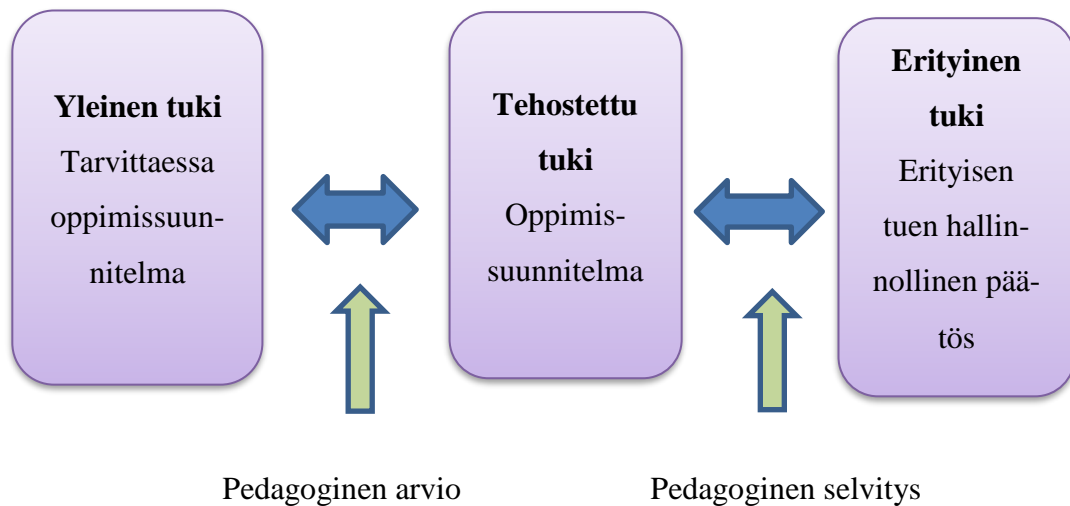 Yleinen tuki
Tarvittaessa
oppimissuun-
nitelma
Tehostettu
tuki
Oppimis-
suunnitelma
Erityinen
tuki
Erityisen
tuen hallin-
nollinen pää-
tös
Pedagoginen arvio
Pedagoginen selvitys